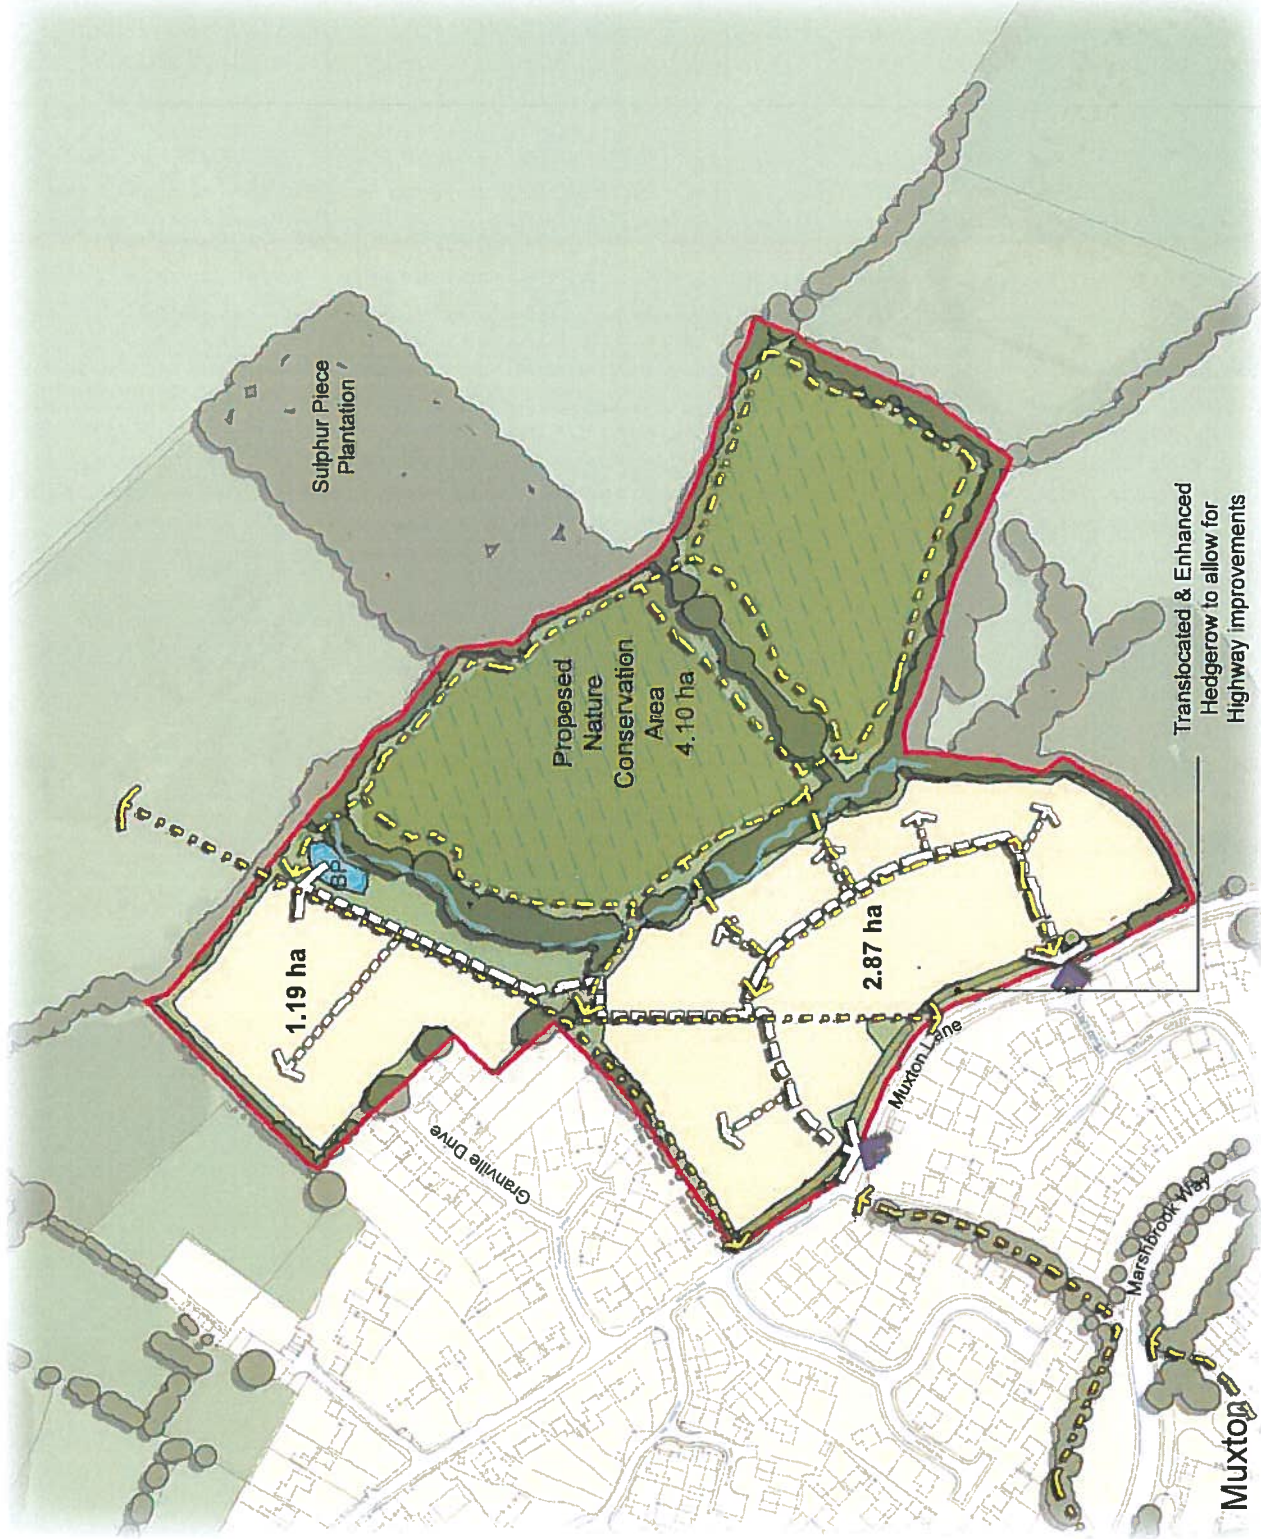 Sulphur Piece
Plantation
Proposed
Nature
Conservation
Area
4.10 ha
BP
1.19 ha
2.87 ha
Granville Drive
Muxton Lane
Translocated & Enhanced
Hedgerow to allow for
Highway improvements
Marshbrook Way
Muxton